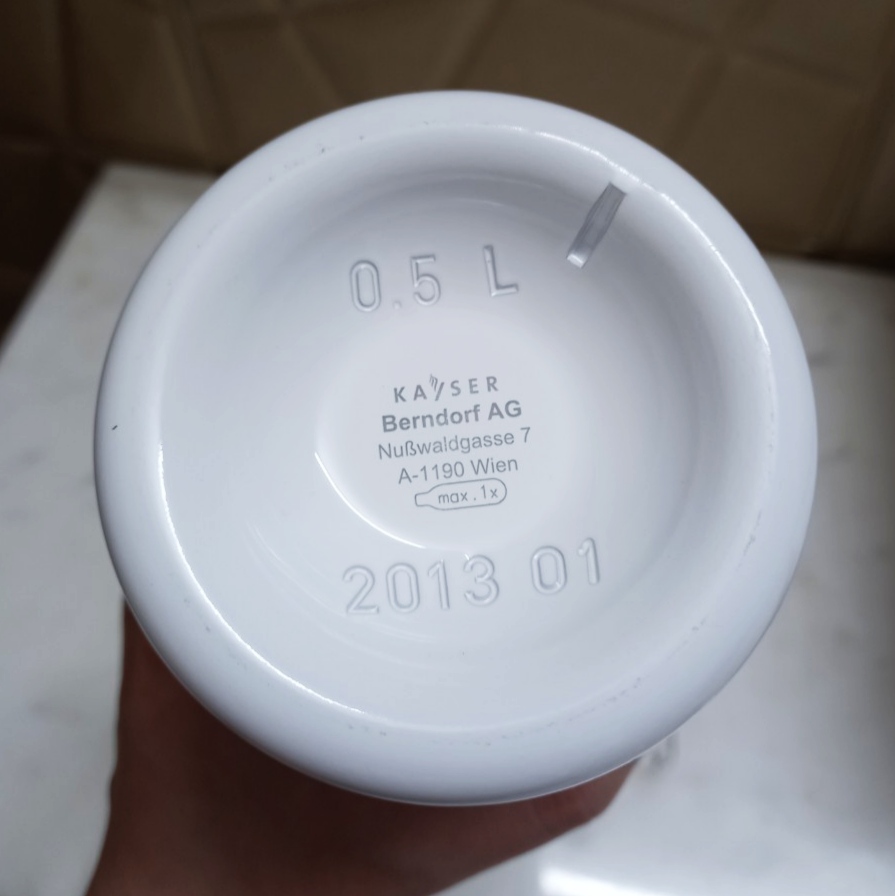 0.5 L
KAYSER
Berndorf AG
Nußwaldgasse 7
A-1190 Wien
max. 1x
2013 01